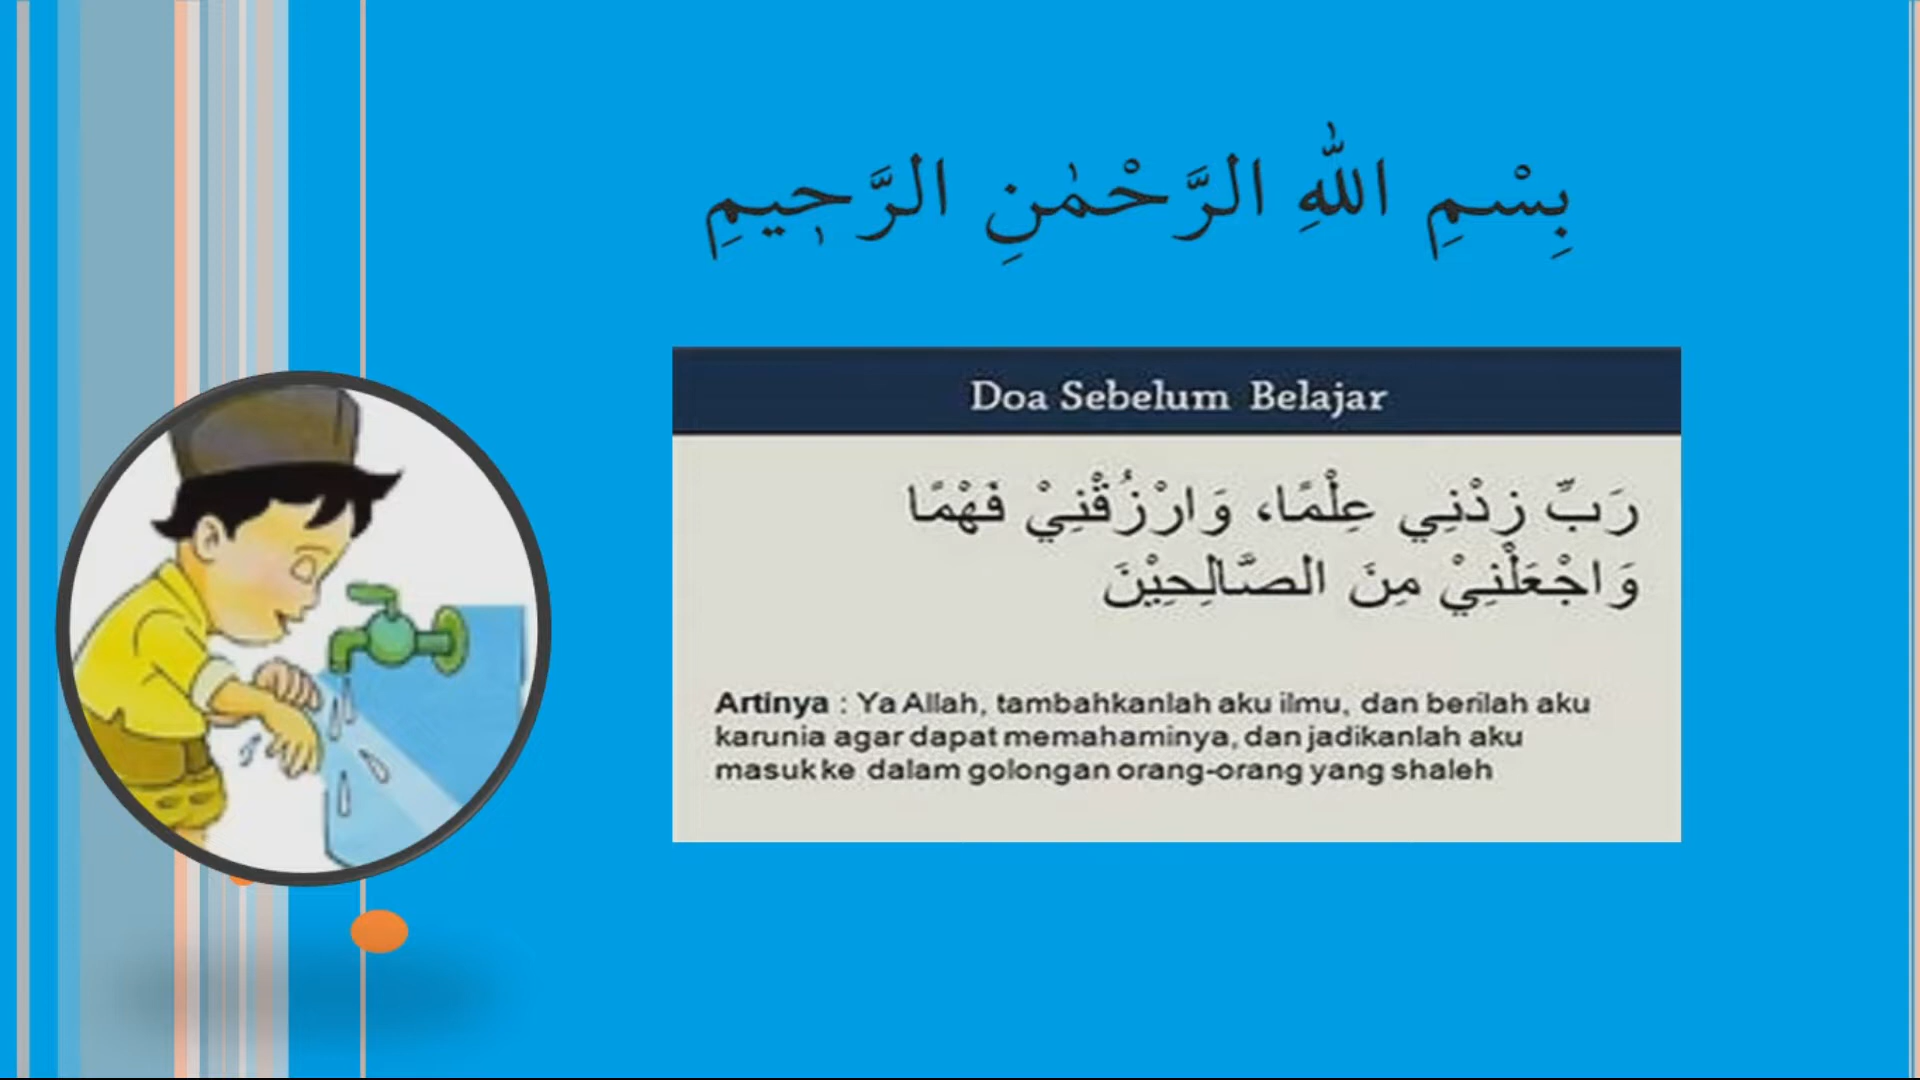 بِسْمِ اللّٰهِ الرَّحْمٰنِ الرَّحٖيمِ
Doa Sebelum Belajar
رَبِّ زِدْنِي عِلْمًا، وَارْزُقْنِيْ فَهْمًا
وَاجْعَلْنِيْ مِنَ الصَّالِحِيْنَ
Artinya : Ya Allah, tambahkanlah aku ilmu, dan berilah aku
karunia agar dapat memahaminya, dan jadikanlah aku
masuk ke dalam golongan orang-orang yang shaleh